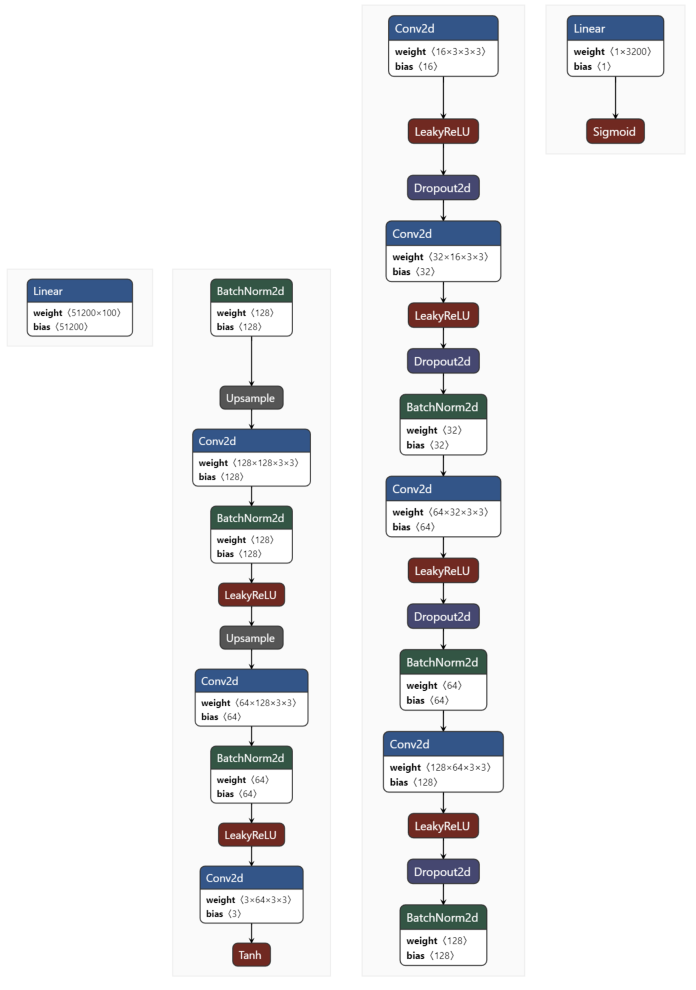 Linear
weight ⟨51200×100⟩
bias ⟨51200⟩
BatchNorm2d
weight ⟨128⟩
bias ⟨128⟩
Upsample
Conv2d
weight ⟨128×128×3×3⟩
bias ⟨128⟩
BatchNorm2d
weight ⟨128⟩
bias ⟨128⟩
LeakyReLU
Upsample
Conv2d
weight ⟨64×128×3×3⟩
bias ⟨64⟩
BatchNorm2d
weight ⟨64⟩
bias ⟨64⟩
LeakyReLU
Conv2d
weight ⟨3×64×3×3⟩
bias ⟨3⟩
Tanh
Conv2d
weight ⟨16×3×3×3⟩
bias ⟨16⟩
LeakyReLU
Dropout2d
Conv2d
weight ⟨32×16×3×3⟩
bias ⟨32⟩
LeakyReLU
Dropout2d
BatchNorm2d
weight ⟨32⟩
bias ⟨32⟩
Conv2d
weight ⟨64×32×3×3⟩
bias ⟨64⟩
LeakyReLU
Dropout2d
BatchNorm2d
weight ⟨64⟩
bias ⟨64⟩
Conv2d
weight ⟨128×64×3×3⟩
bias ⟨128⟩
LeakyReLU
Dropout2d
BatchNorm2d
weight ⟨128⟩
bias ⟨128⟩
Linear
weight ⟨1×3200⟩
bias ⟨1⟩
Sigmoid